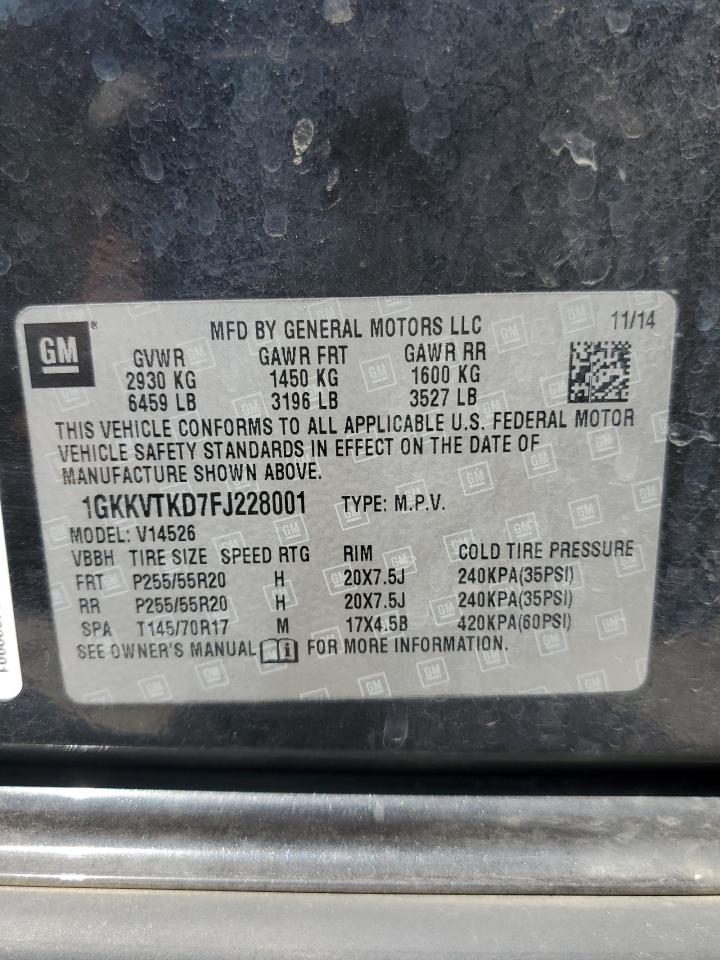 GM ®
MFD BY GENERAL MOTORS LLC 11/14
GVWR GAWR FRT GAWR RR
2930 KG 1450 KG 1600 KG
6459 LB 3196 LB 3527 LB
THIS VEHICLE CONFORMS TO ALL APPLICABLE U.S. FEDERAL MOTOR
VEHICLE SAFETY STANDARDS IN EFFECT ON THE DATE OF
MANUFACTURE SHOWN ABOVE.
1GKKVTKD7FJ228001 TYPE: M.P.V.
MODEL: V14526
VBBH TIRE SIZE SPEED RTG RIM COLD TIRE PRESSURE
FRT P255/55R20 H 20X7.5J 240KPA(35PSI)
RR P255/55R20 H 20X7.5J 240KPA(35PSI)
SPA T145/70R17 M 17X4.5B 420KPA(60PSI)
SEE OWNER'S MANUAL FOR MORE INFORMATION.